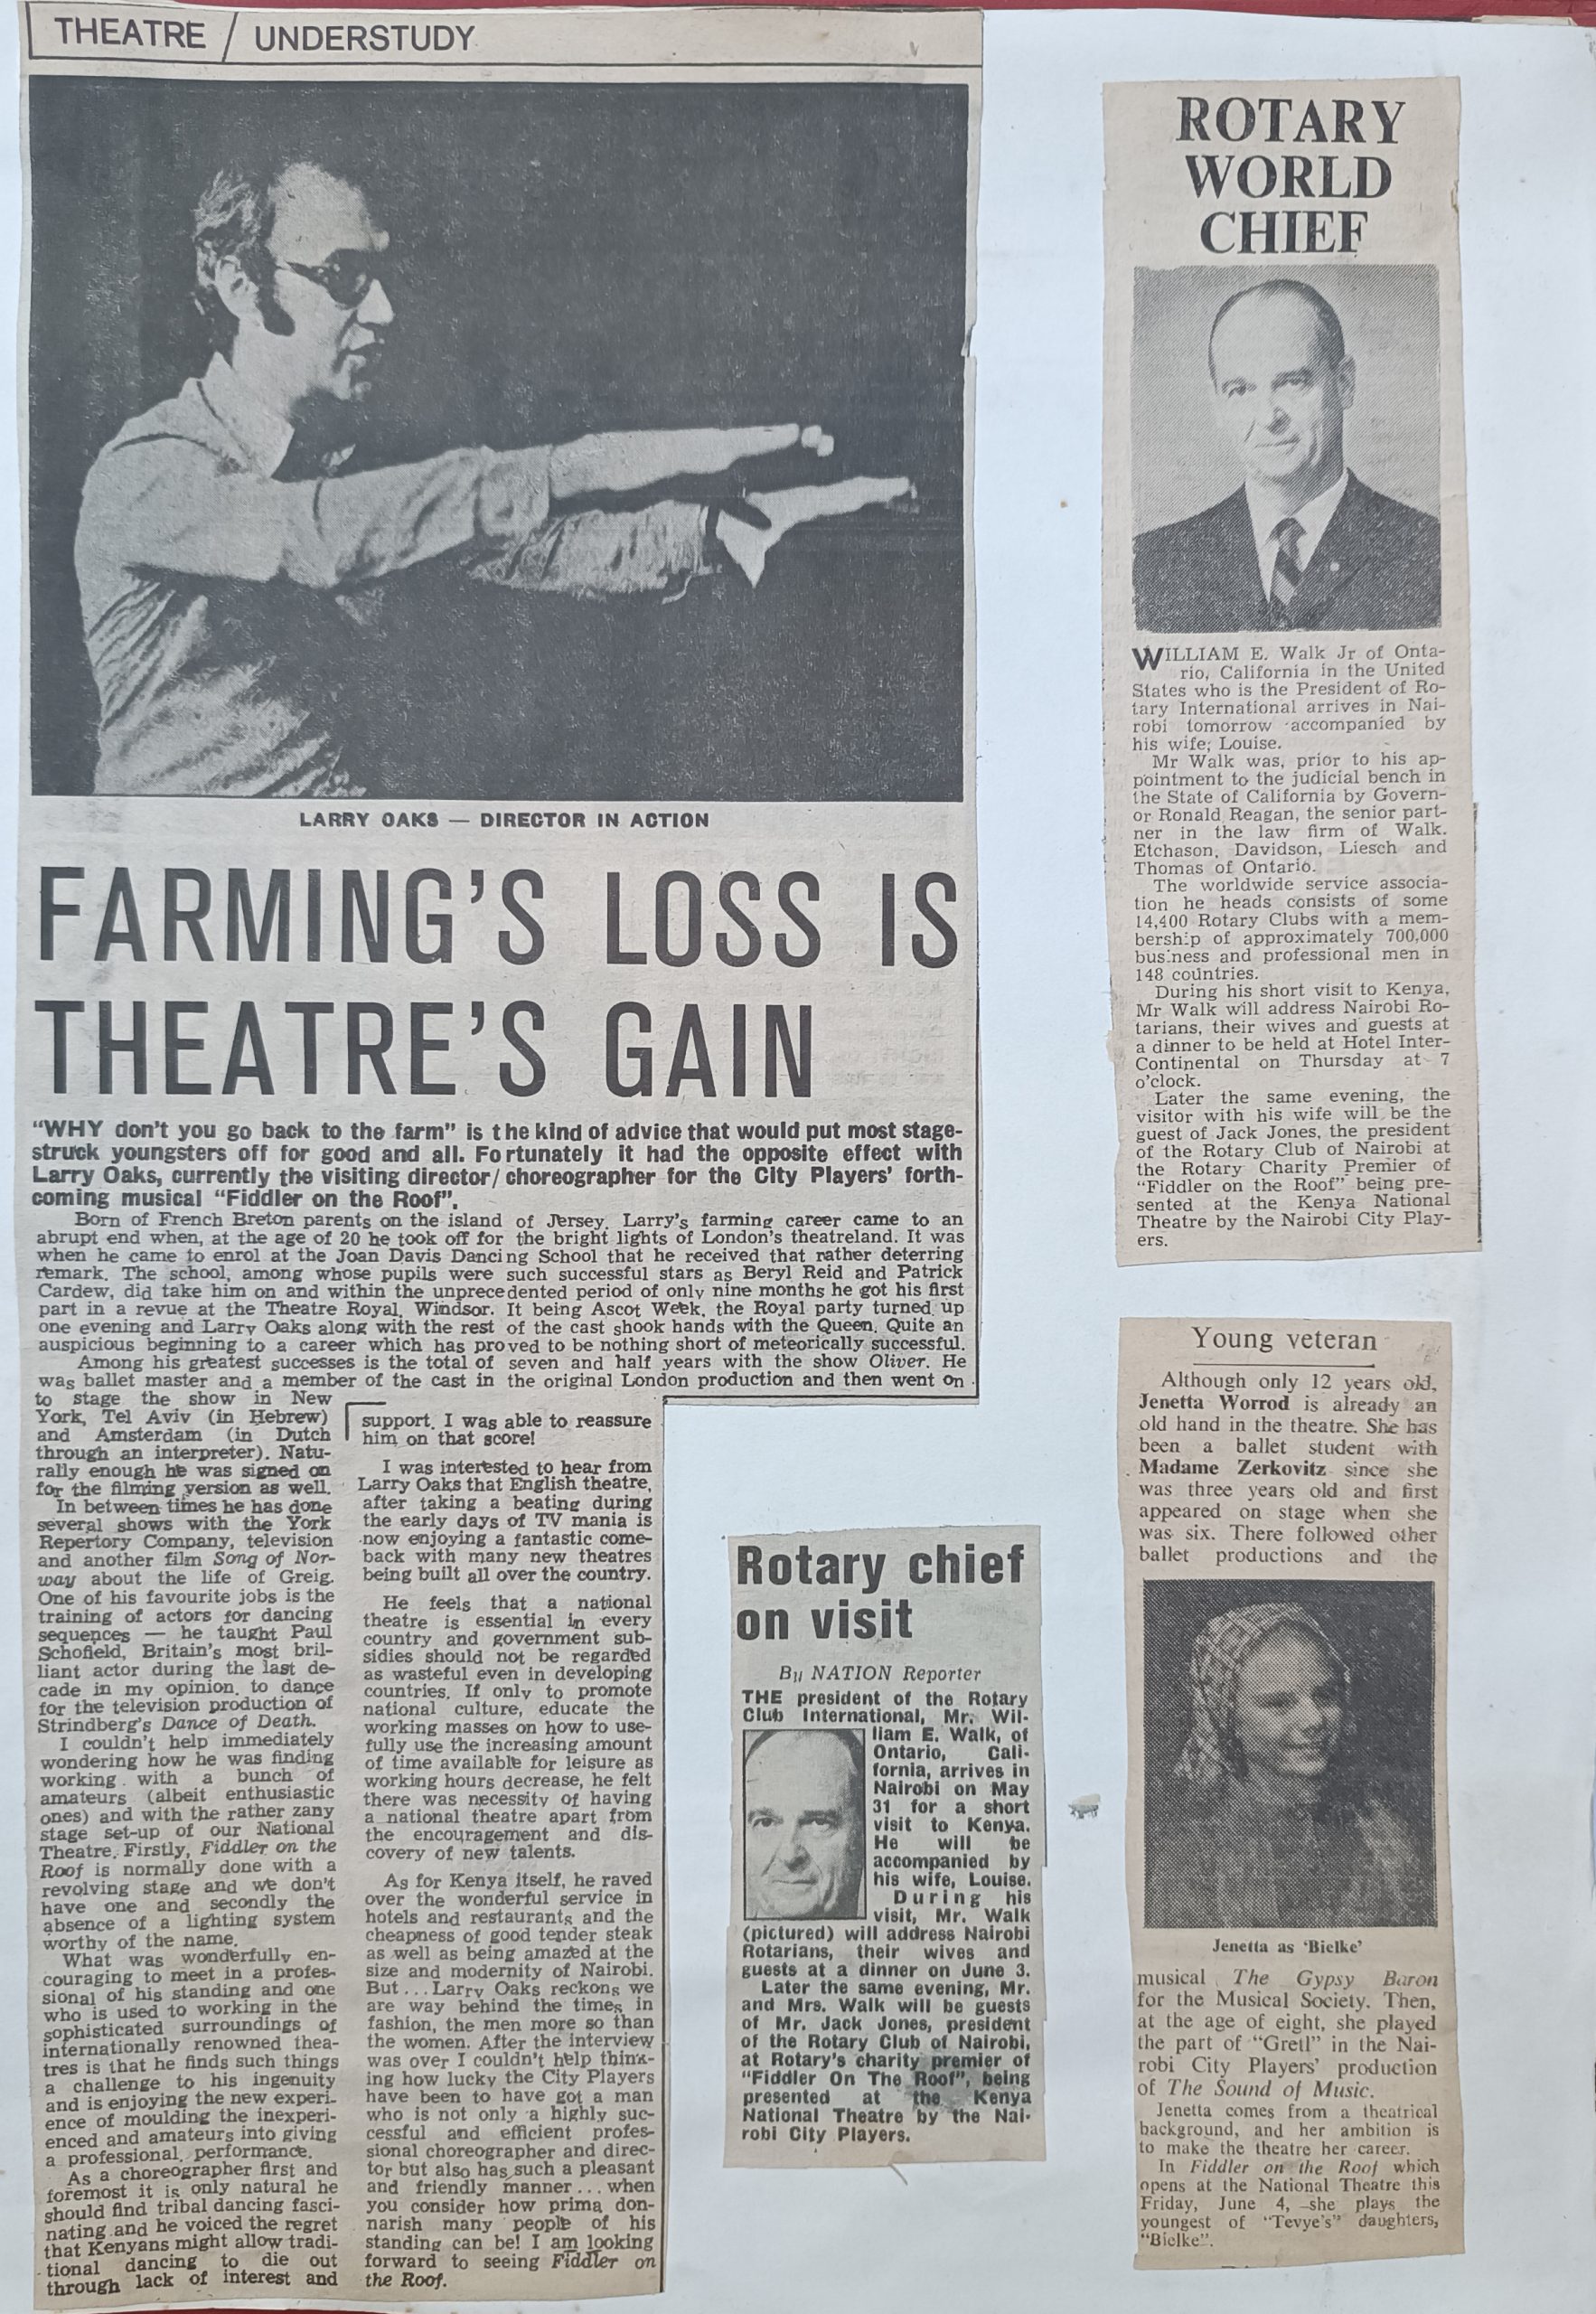 THEATRE / UNDERSTUDY
LARRY OAKS — DIRECTOR IN ACTION
FARMING'S LOSS IS
THEATRE'S GAIN
"WHY don't you go back to the farm" is the kind of advice that would put most stage-
struck youngsters off for good and all. Fortunately it had the opposite effect with
Larry Oaks, currently the visiting director/choreographer for the City Players' forth-
coming musical "Fiddler on the Roof".
Born of French Breton parents on the island of Jersey. Larry's farming career came to an
abrupt end when, at the age of 20 he took off for the bright lights of London's theatreland. It was
when he came to enrol at the Joan Davis Dancing School that he received that rather deterring
remark. The school, among whose pupils were such successful stars as Beryl Reid and Patrick
Cardew, did take him on and within the unprecedented period of only nine months he got his first
part in a revue at the Theatre Royal, Windsor. It being Ascot Week, the Royal party turned up
one evening and Larry Oaks along with the rest of the cast shook hands with the Queen. Quite an
auspicious beginning to a career which has proved to be nothing short of meteorically successful.
Among his greatest successes is the total of seven and half years with the show Oliver. He
was ballet master and a member of the cast in the original London production and then went on
to stage the show in New
York, Tel Aviv (in Hebrew)
and Amsterdam (in Dutch
through an interpreter). Natu-
rally enough he was signed on
for the filming version as well.
In between times he has done
several shows with the York
Repertory Company, television
and another film Song of Nor-
way about the life of Greig.
One of his favourite jobs is the
training of actors for dancing
sequences — he taught Paul
Schofield, Britain's most bril-
liant actor during the last de-
cade in my opinion, to dance
for the television production of
Strindberg's Dance of Death.
I couldn't help immediately
wondering how he was finding
working with a bunch of
amateurs (albeit enthusiastic
ones) and with the rather zany
stage set-up of our National
Theatre. Firstly, Fiddler on the
Roof is normally done with a
revolving stage and we don't
have one and secondly the
absence of a lighting system
worthy of the name.
What was wonderfully en-
couraging to meet in a profes-
sional of his standing and one
who is used to working in the
sophisticated surroundings of
internationally renowned thea-
tres is that he finds such things
a challenge to his ingenuity
and is enjoying the new experi-
ence of moulding the inexperi-
enced and amateurs into giving
a professional performance.
As a choreographer first and
foremost it is only natural he
should find tribal dancing fasci-
nating and he voiced the regret
that Kenyans might allow tradi-
tional dancing to die out
through lack of interest and
support. I was able to reassure
him on that score!
I was interested to hear from
Larry Oaks that English theatre,
after taking a beating during
the early days of TV mania is
now enjoying a fantastic come-
back with many new theatres
being built all over the country.
He feels that a national
theatre is essential in every
country and government sub-
sidies should not be regarded
as wasteful even in developing
countries. If only to promote
national culture, educate the
working masses on how to use-
fully use the increasing amount
of time available for leisure as
working hours decrease, he felt
there was necessity of having
a national theatre apart from
the encouragement and dis-
covery of new talents.
As for Kenya itself, he raved
over the wonderful service in
hotels and restaurants and the
cheapness of good tender steak
as well as being amazed at the
size and modernity of Nairobi.
But...Larry Oaks reckons we
are way behind the times in
fashion, the men more so than
the women. After the interview
was over I couldn't help think-
ing how lucky the City Players
have been to have got a man
who is not only a highly suc-
cessful and efficient profes-
sional choreographer and direc-
tor but also has such a pleasant
and friendly manner...when
you consider how prima don-
narish many people of his
standing can be! I am looking
forward to seeing Fiddler on
the Roof.
Rotary chief
on visit
By NATION Reporter
THE president of the Rotary
Club International, Mr. Wil-
liam E. Walk, of
Ontario, Cali-
fornia, arrives in
Nairobi on May
31 for a short
visit to Kenya.
He will be
accompanied by
his wife, Louise.
During his
visit, Mr. Walk
(pictured) will address Nairobi
Rotarians, their wives and
guests at a dinner on June 3.
Later the same evening, Mr.
and Mrs. Walk will be guests
of Mr. Jack Jones, president
of the Rotary Club of Nairobi,
at Rotary's charity premier of
"Fiddler On The Roof", being
presented at the Kenya
National Theatre by the Nai-
robi City Players.
ROTARY
WORLD
CHIEF
WILLIAM E. Walk Jr of Onta-
rio, California in the United
States who is the President of Ro-
tary International arrives in Nai-
robi tomorrow accompanied by
his wife; Louise.
Mr Walk was, prior to his ap-
pointment to the judicial bench in
the State of California by Govern-
or Ronald Reagan, the senior part-
ner in the law firm of Walk.
Etchason, Davidson, Liesch and
Thomas of Ontario.
The worldwide service associa-
tion he heads consists of some
14,400 Rotary Clubs with a mem-
bership of approximately 700,000
business and professional men in
148 countries.
During his short visit to Kenya,
Mr Walk will address Nairobi Ro-
tarians, their wives and guests at
a dinner to be held at Hotel Inter-
Continental on Thursday at 7
o'clock.
Later the same evening, the
visitor with his wife will be the
guest of Jack Jones, the president
of the Rotary Club of Nairobi at
the Rotary Charity Premier of
"Fiddler on the Roof" being pre-
sented at the Kenya National
Theatre by the Nairobi City Play-
ers.
Young veteran
Although only 12 years old,
Jenetta Worrod is already an
old hand in the theatre. She has
been a ballet student with
Madame Zerkovitz since she
was three years old and first
appeared on stage when she
was six. There followed other
ballet productions and the
Jenetta as 'Bielke'
musical The Gypsy Baron
for the Musical Society. Then,
at the age of eight, she played
the part of "Gretl" in the Nai-
robi City Players' production
of The Sound of Music.
Jenetta comes from a theatrical
background, and her ambition is
to make the theatre her career.
In Fiddler on the Roof which
opens at the National Theatre this
Friday, June 4, she plays the
youngest of "Tevye's" daughters,
"Bielke".